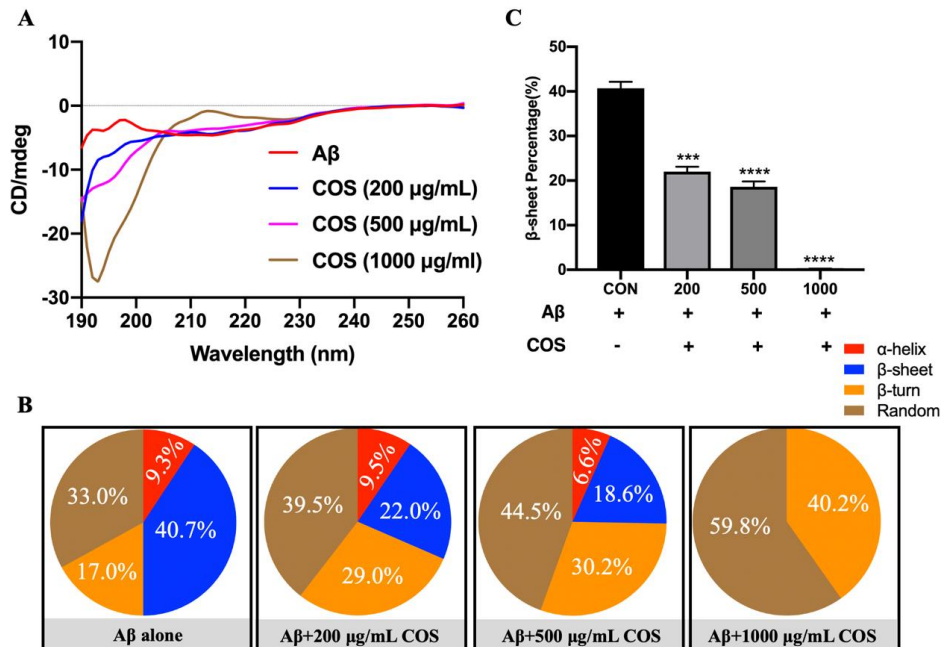 A
0
-10
-20
-30
CD/mdeg
190 200 210 220 230 240 250 260
Wavelength (nm)
Aβ
COS (200 μg/mL)
COS (500 μg/mL)
COS (1000 μg/ml)
C
50
40
30
20
10
0
β-sheet Percentage(%)
***
****
****
CON 200 500 1000
Aβ + + + +
COS - + + +
α-helix
β-sheet
β-turn
Random
B
9.3%
40.7%
17.0%
33.0%
Aβ alone
9.5%
22.0%
29.0%
39.5%
Aβ+200 μg/mL COS
6.6%
18.6%
30.2%
44.5%
Aβ+500 μg/mL COS
40.2%
59.8%
Aβ+1000 μg/mL COS